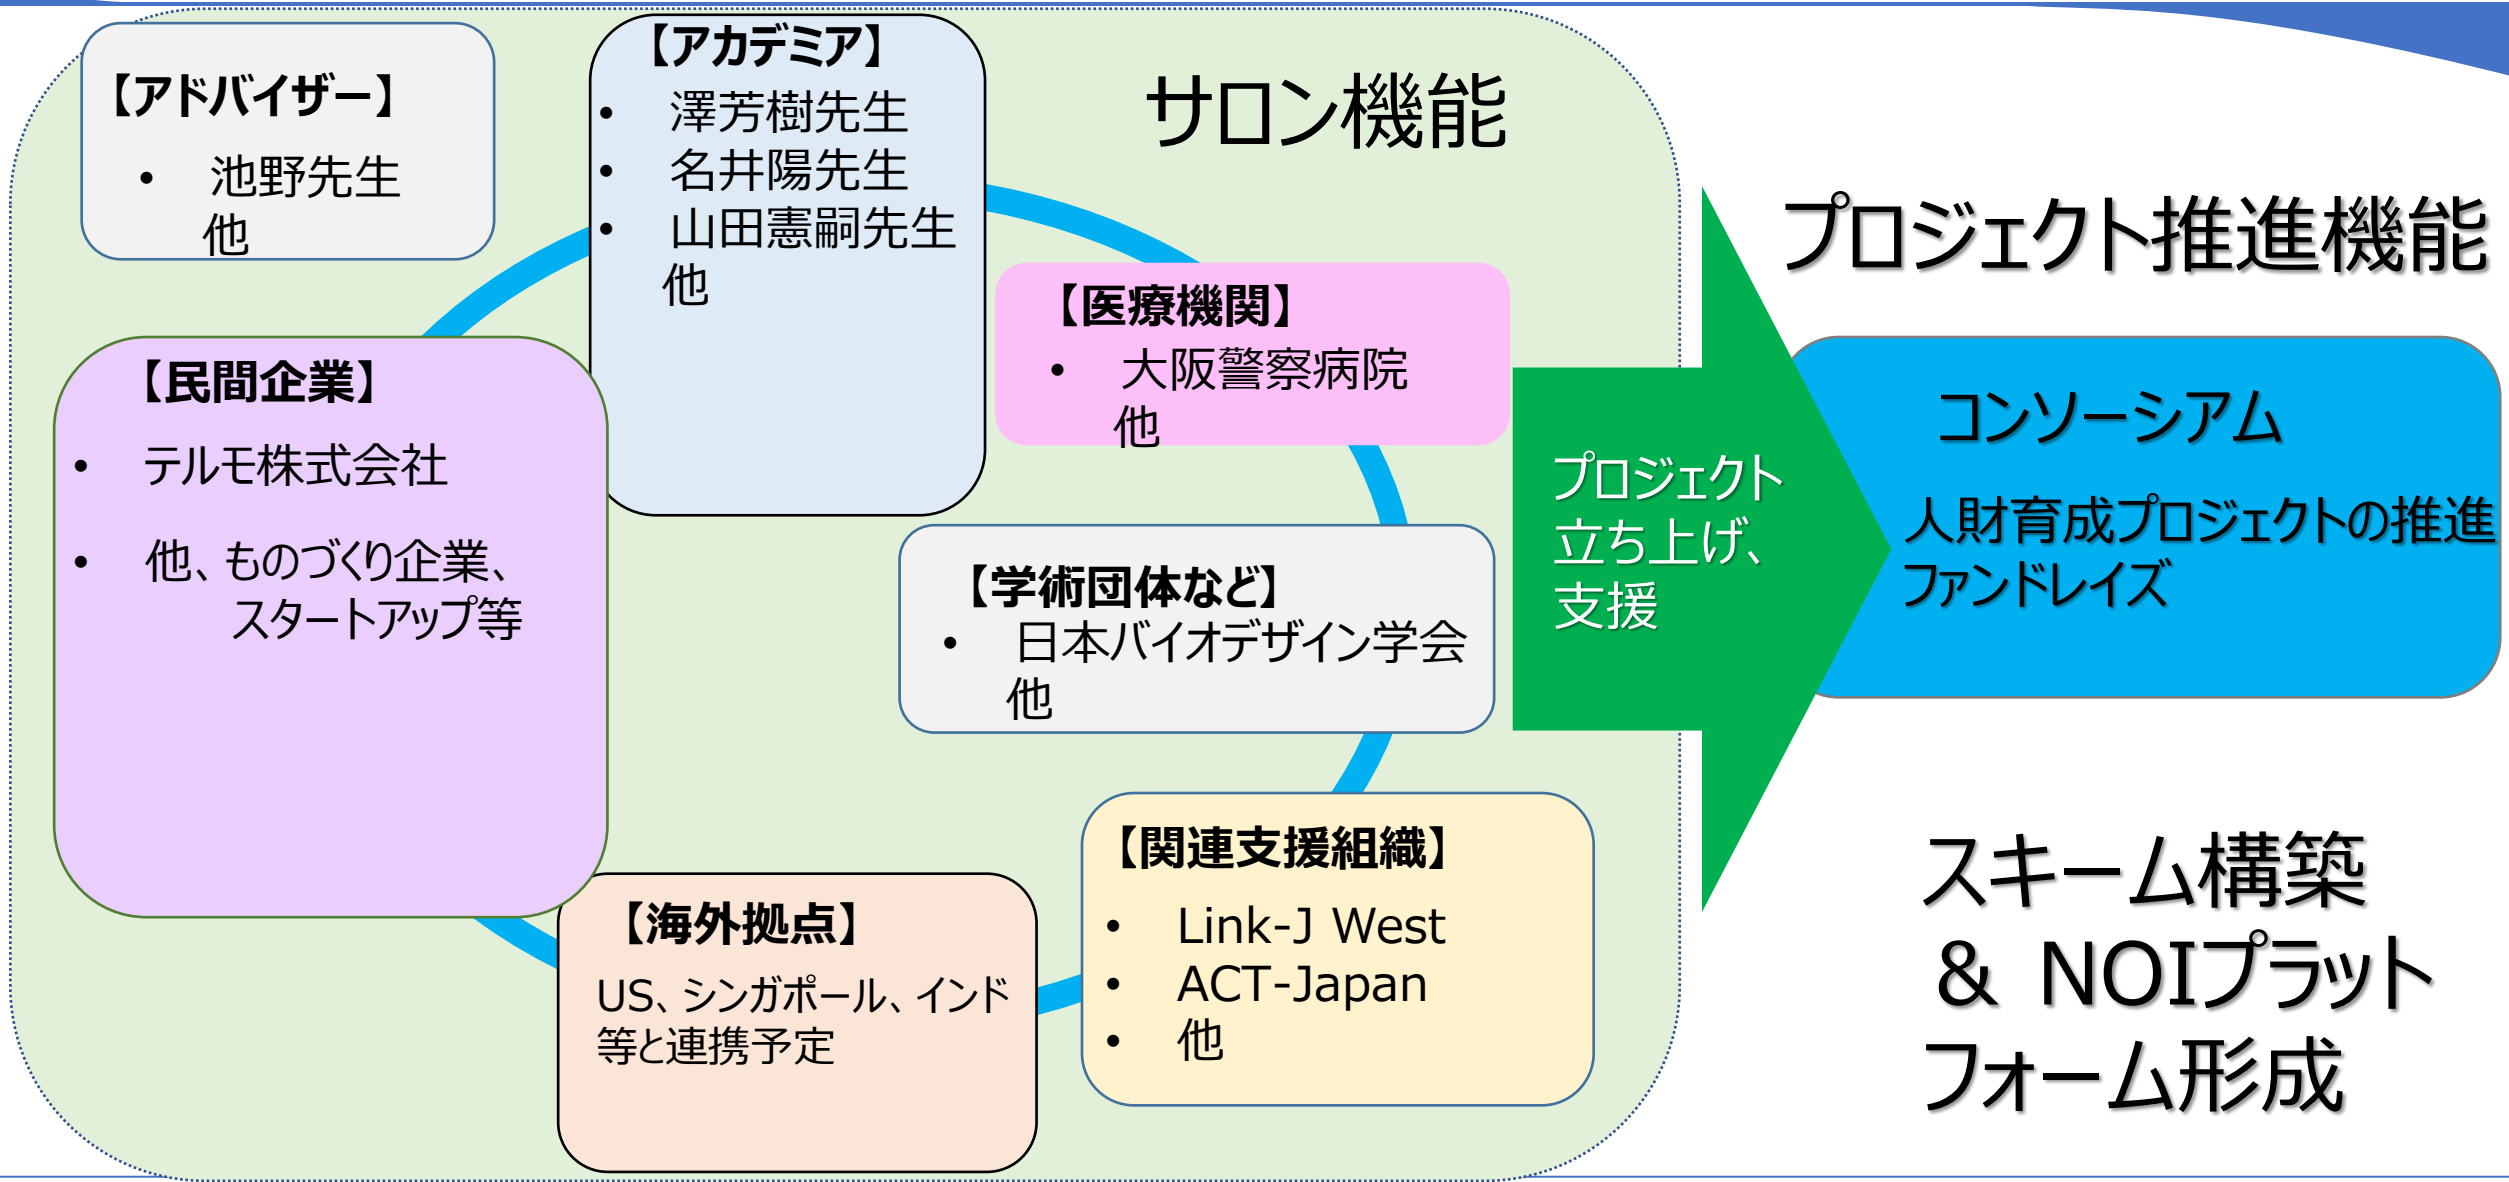 【アドバイザー】
• 池野先生
他
【アカデミア】
• 澤芳樹先生
• 名井陽先生
• 山田憲嗣先生
他
サロン機能
【医療機関】
• 大阪警察病院
他
【民間企業】
• テルモ株式会社
• 他、ものづくり企業、
スタートアップ等
【学術団体など】
• 日本バイオデザイン学会
他
【関連支援組織】
• Link-J West
• ACT-Japan
• 他
【海外拠点】
US、シンガポール、インド
等と連携予定
プロジェクト
立ち上げ、
支援
プロジェクト推進機能
コンソーシアム
人財育成プロジェクトの推進
ファンドレイズ
スキーム構築
& NOIプラット
フォーム形成